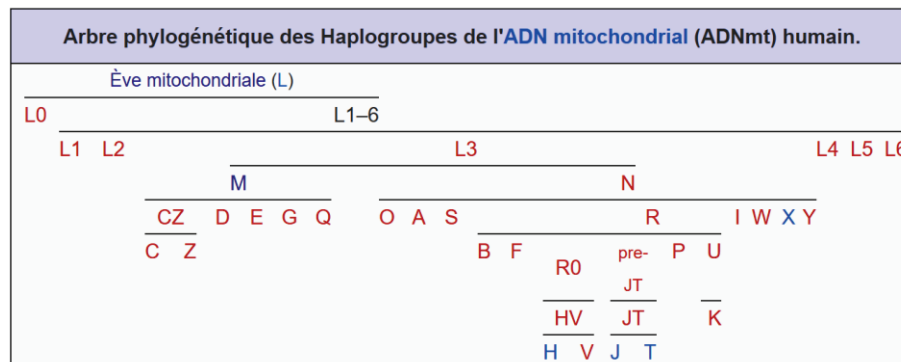 Arbre phylogénétique des Haplogroupes de l'ADN mitochondrial (ADNmt) humain.
Ève mitochondriale (L)
L0 L1–6
L1 L2 L3 L4 L5 L6
M N
CZ D E G Q O A S R I W X Y
C Z B F R0 pre-JT P U
HV JT K
H V J T